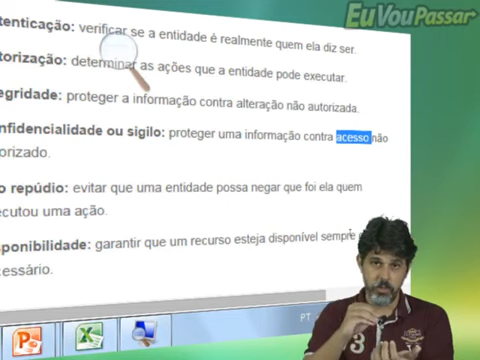 EuVouPassar
tenticação: verificar se a entidade é realmente quem ela diz ser.
torização: determinar as ações que a entidade pode executar.
egridade: proteger a informação contra alteração não autorizada.
nfidencialidade ou sigilo: proteger uma informação contra acesso não
orizado.
o repúdio: evitar que uma entidade possa negar que foi ela quem
ecutou uma ação.
sponibilidade: garantir que um recurso esteja disponível sempre
cessário.
PT
3